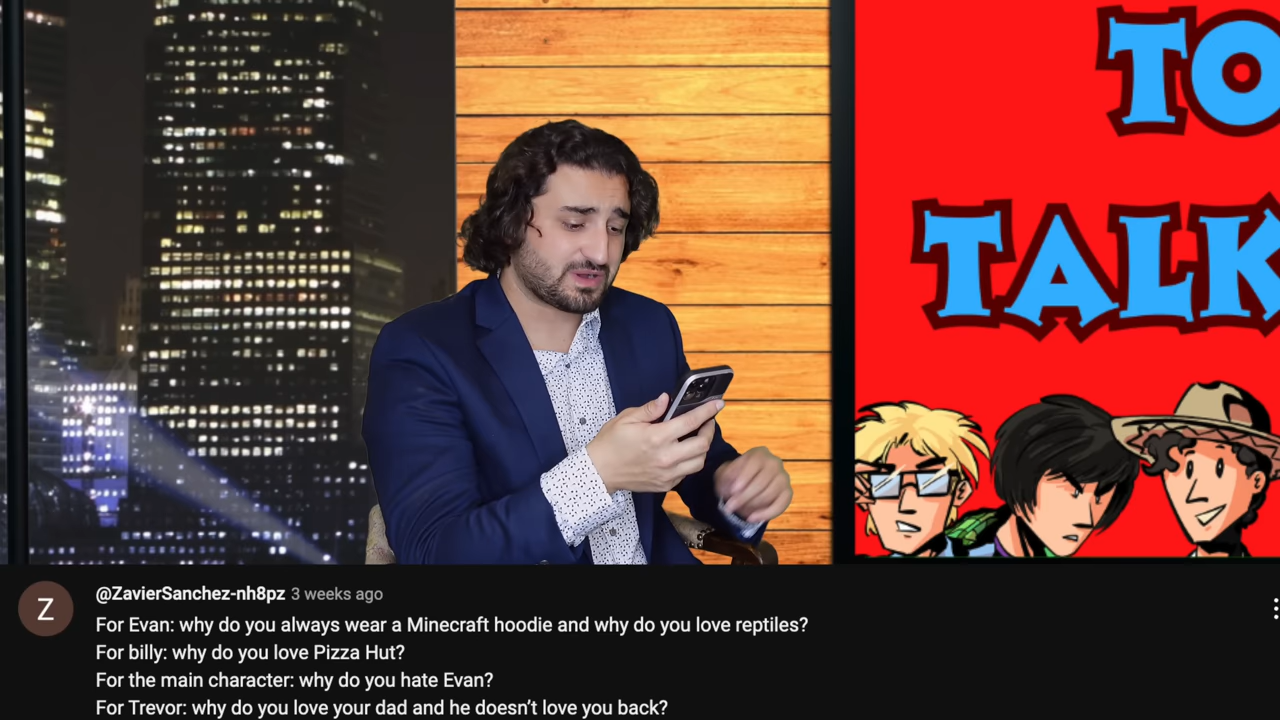 TO
TALK
Z
@ZavierSanchez-nh8pz 3 weeks ago
For Evan: why do you always wear a Minecraft hoodie and why do you love reptiles?
For billy: why do you love Pizza Hut?
For the main character: why do you hate Evan?
For Trevor: why do you love your dad and he doesn’t love you back?